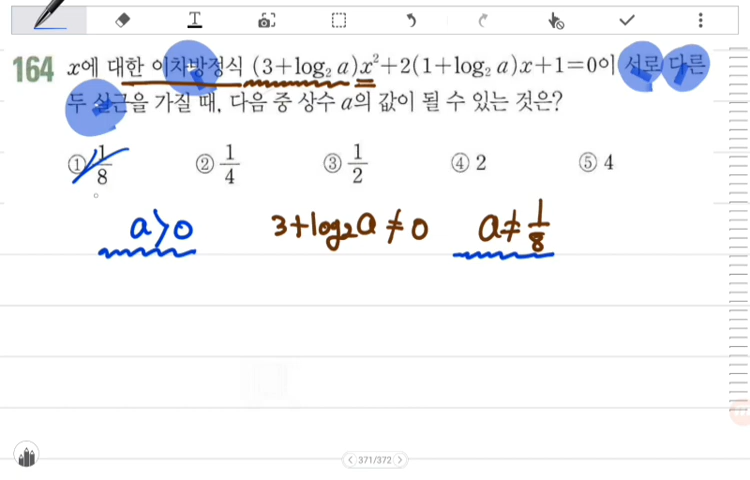 164 x에 대한 이차방정식 (3+log₂ a)x²+2(1+log₂ a)x+1=0이 서로 다른
두 실근을 가질 때, 다음 중 상수 a의 값이 될 수 있는 것은?
① 1/8 ② 1/4 ③ 1/2 ④ 2 ⑤ 4
a>0 3+log₂a≠0 a≠1/8
371/372